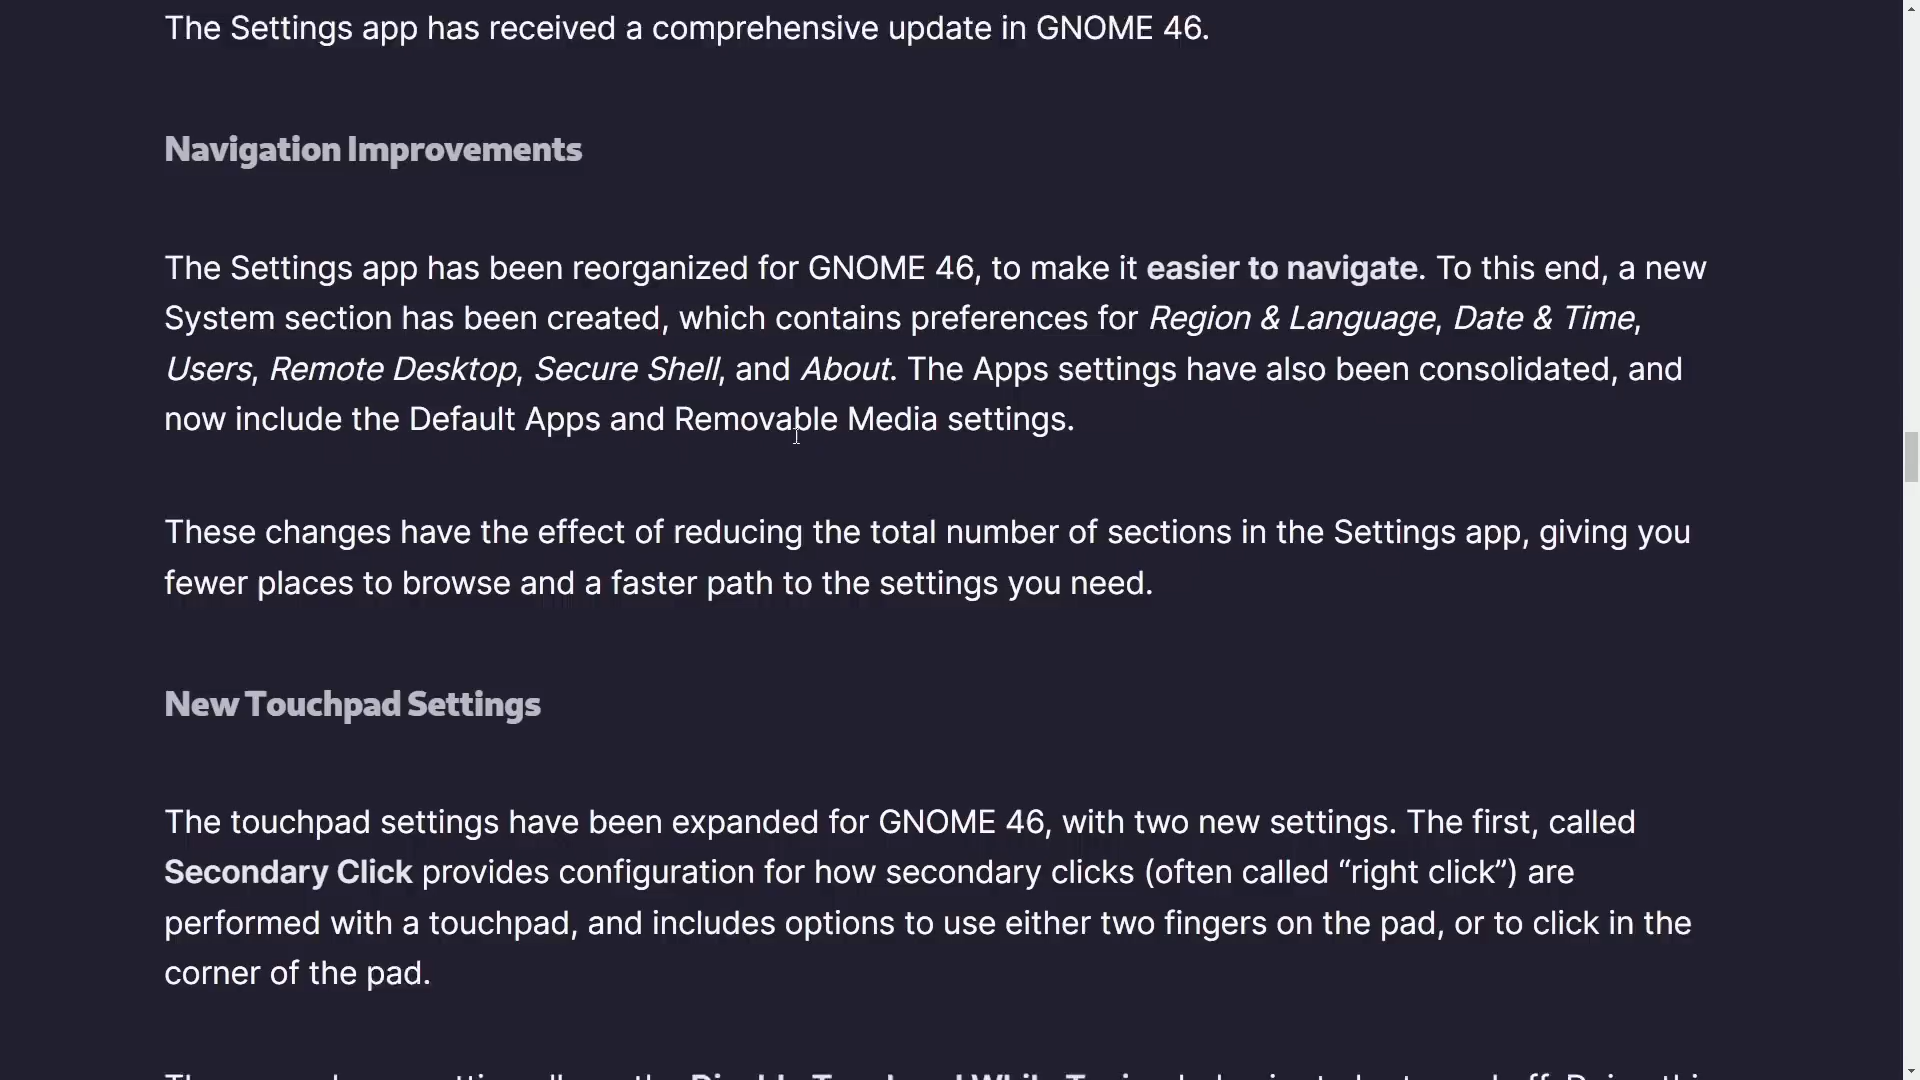 The Settings app has received a comprehensive update in GNOME 46.
Navigation Improvements
The Settings app has been reorganized for GNOME 46, to make it easier to navigate. To this end, a new
System section has been created, which contains preferences for Region & Language, Date & Time,
Users, Remote Desktop, Secure Shell, and About. The Apps settings have also been consolidated, and
now include the Default Apps and Removable Media settings.
These changes have the effect of reducing the total number of sections in the Settings app, giving you
fewer places to browse and a faster path to the settings you need.
New Touchpad Settings
The touchpad settings have been expanded for GNOME 46, with two new settings. The first, called
Secondary Click provides configuration for how secondary clicks (often called “right click”) are
performed with a touchpad, and includes options to use either two fingers on the pad, or to click in the
corner of the pad.